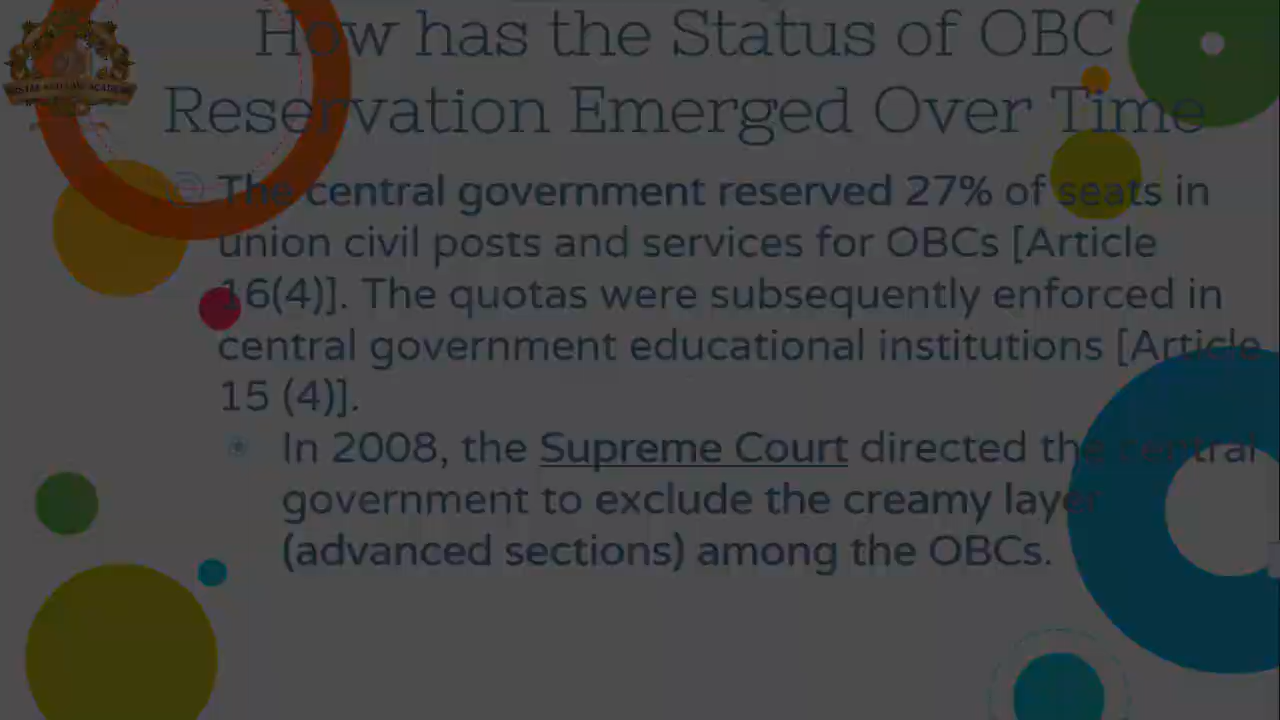 How has the Status of OBC
Reservation Emerged Over Time
The central government reserved 27% of seats in
union civil posts and services for OBCs [Article
16(4)]. The quotas were subsequently enforced in
central government educational institutions [Article
15 (4)].
In 2008, the Supreme Court directed the central
government to exclude the creamy layer
(advanced sections) among the OBCs.